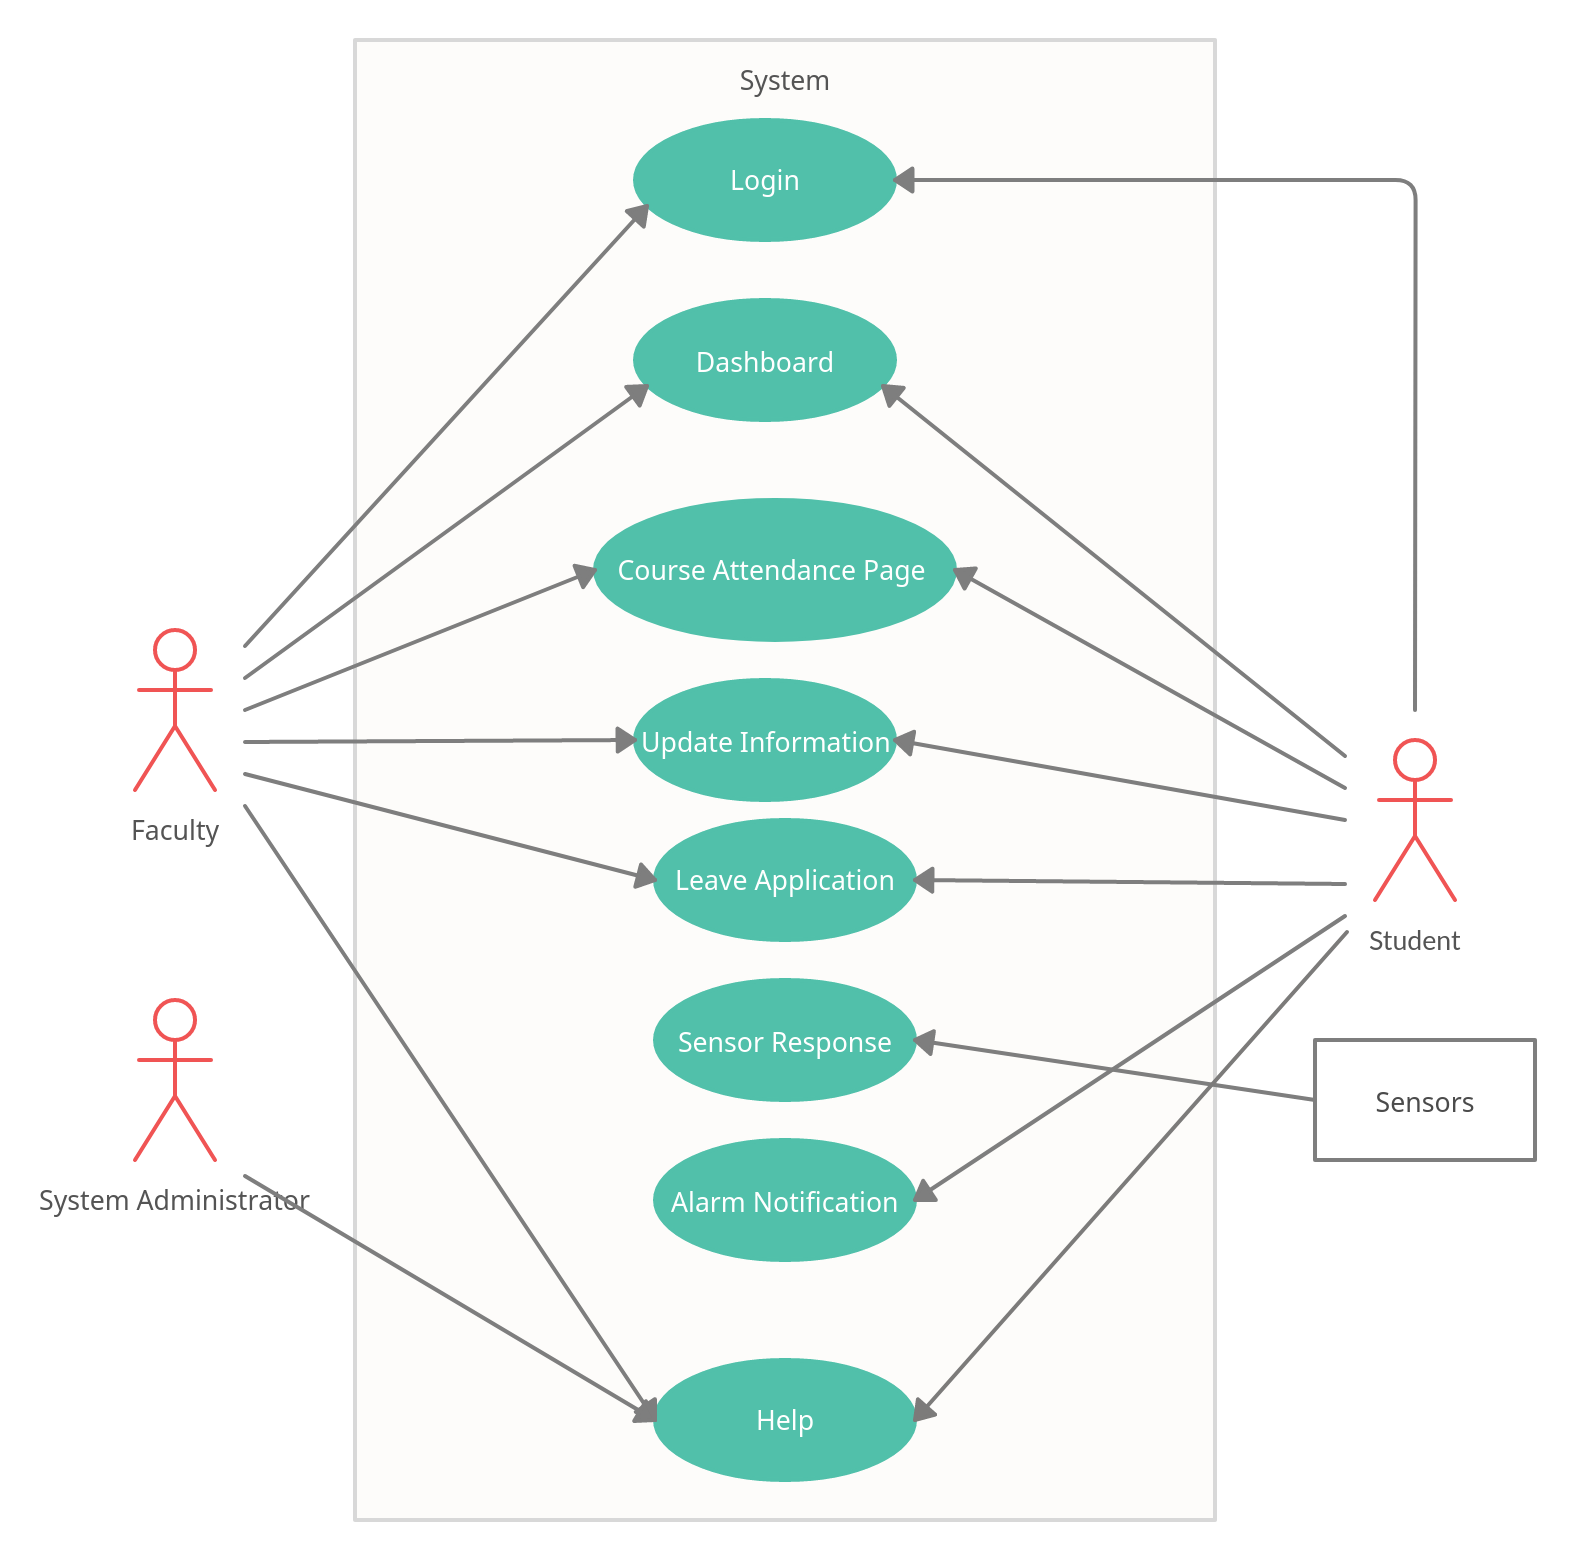 System
Login
Dashboard
Course Attendance Page
Update Information
Faculty
Leave Application
Student
Sensor Response
Sensors
System Administrator
Alarm Notification
Help